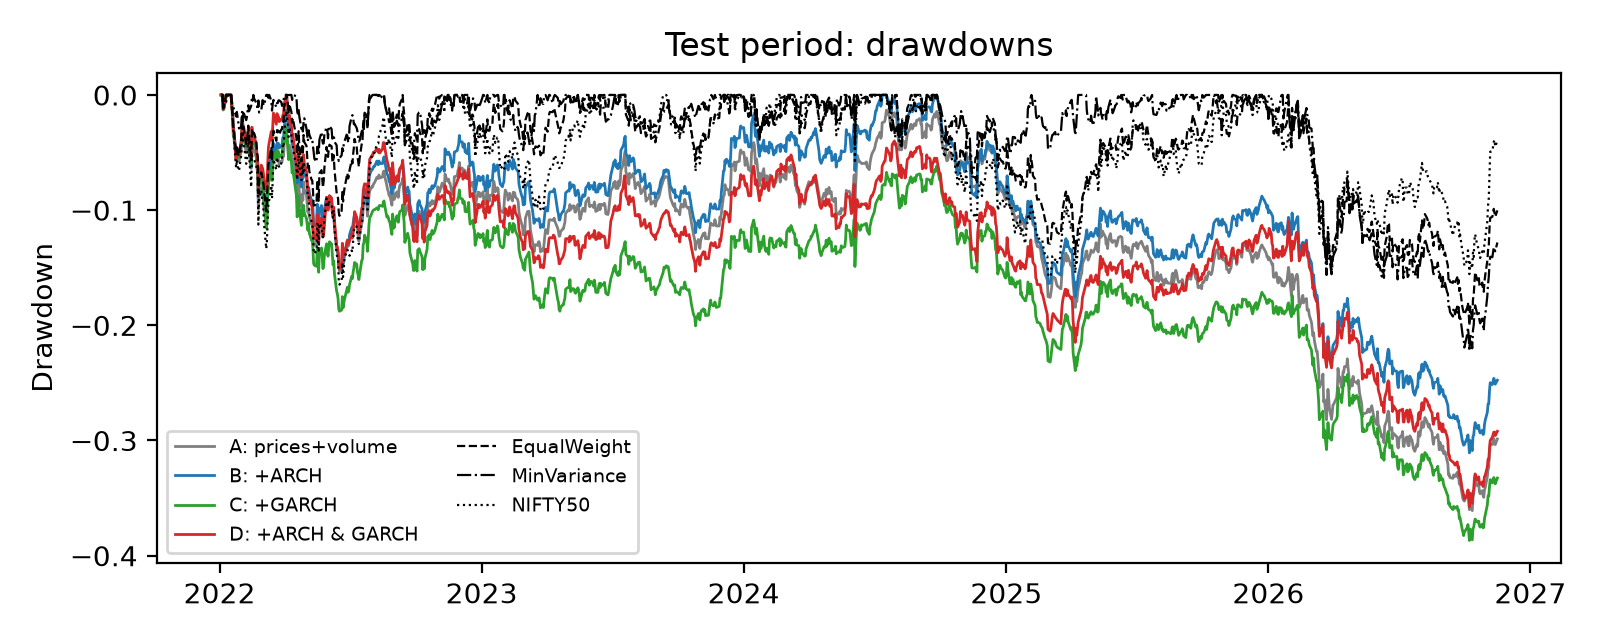 Test period: drawdowns
Drawdown
0.0
−0.1
−0.2
−0.3
−0.4
A: prices+volume
B: +ARCH
C: +GARCH
D: +ARCH & GARCH
EqualWeight
MinVariance
NIFTY50
2022 2023 2024 2025 2026 2027